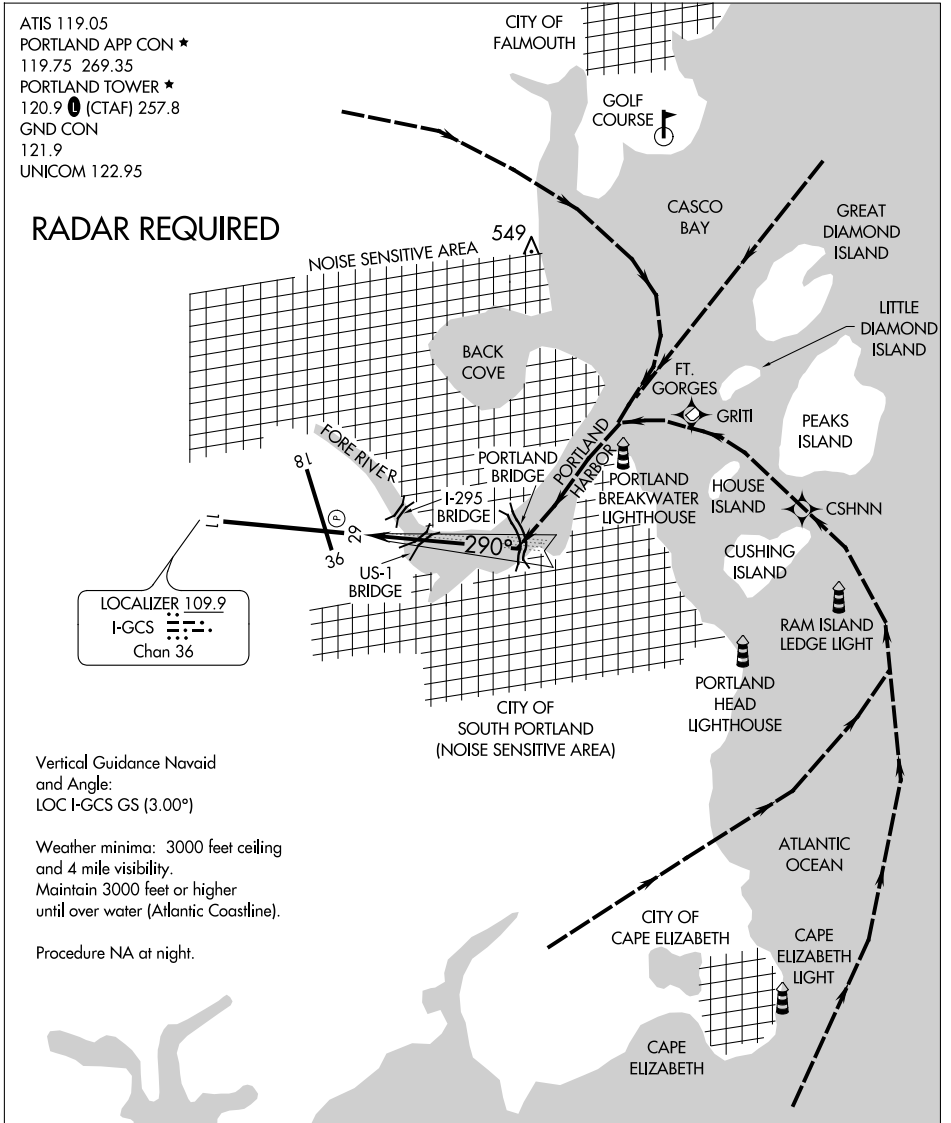 ATIS 119.05
PORTLAND APP CON ★
119.75 269.35
PORTLAND TOWER ★
120.9 L (CTAF) 257.8
GND CON
121.9
UNICOM 122.95
RADAR REQUIRED
CITY OF
FALMOUTH
GOLF
COURSE
CASCO
BAY
GREAT
DIAMOND
ISLAND
LITTLE
DIAMOND
ISLAND
NOISE SENSITIVE AREA
549
BACK
COVE
FT.
GORGES
GRITI
PEAKS
ISLAND
FORE RIVER
PORTLAND
BRIDGE
PORTLAND
HARBOR
PORTLAND
BREAKWATER
LIGHTHOUSE
HOUSE
ISLAND
CSHNN
CUSHING
ISLAND
I-295
BRIDGE
18
11
P
29
36
290°
US-1
BRIDGE
LOCALIZER 109.9
I-GCS
Chan 36
RAM ISLAND
LEDGE LIGHT
PORTLAND
HEAD
LIGHTHOUSE
CITY OF
SOUTH PORTLAND
(NOISE SENSITIVE AREA)
Vertical Guidance Navaid
and Angle:
LOC I-GCS GS (3.00°)
Weather minima: 3000 feet ceiling
and 4 mile visibility.
Maintain 3000 feet or higher
until over water (Atlantic Coastline).
Procedure NA at night.
ATLANTIC
OCEAN
CITY OF
CAPE ELIZABETH
CAPE
ELIZABETH
LIGHT
CAPE
ELIZABETH